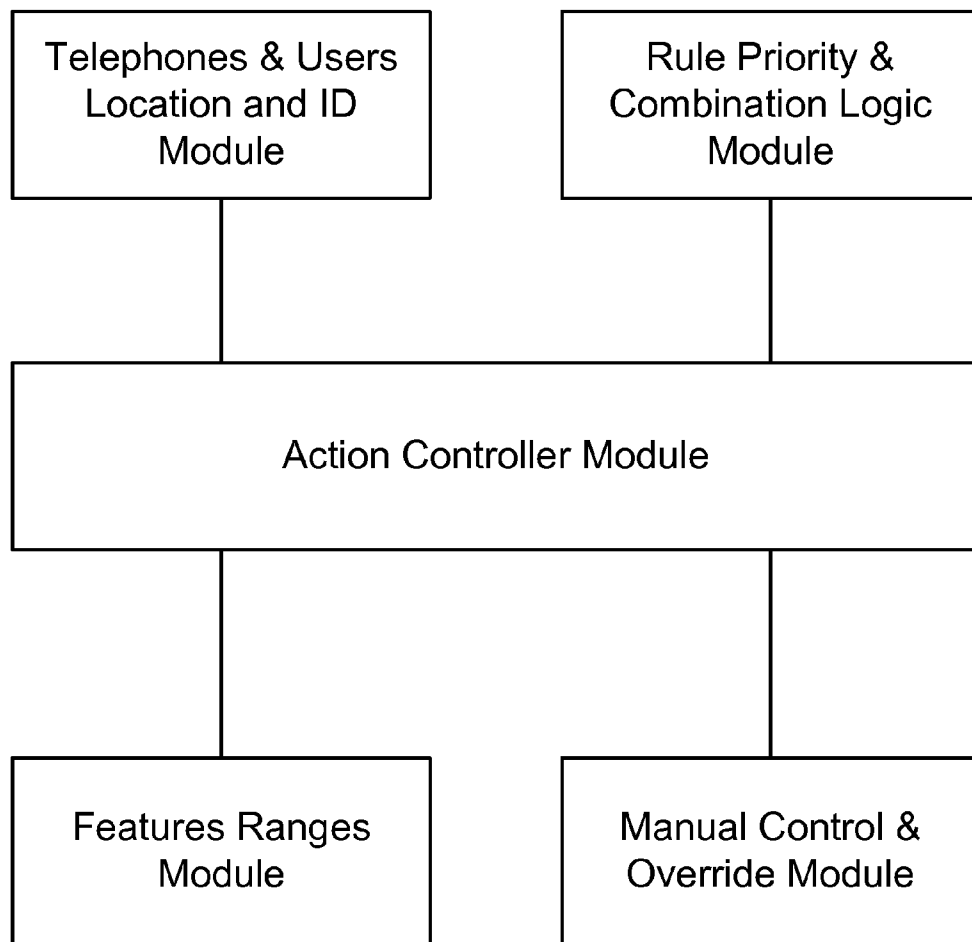 Telephones & Users
Location and ID
Module
Rule Priority &
Combination Logic
Module
Action Controller Module
Features Ranges
Module
Manual Control &
Override Module